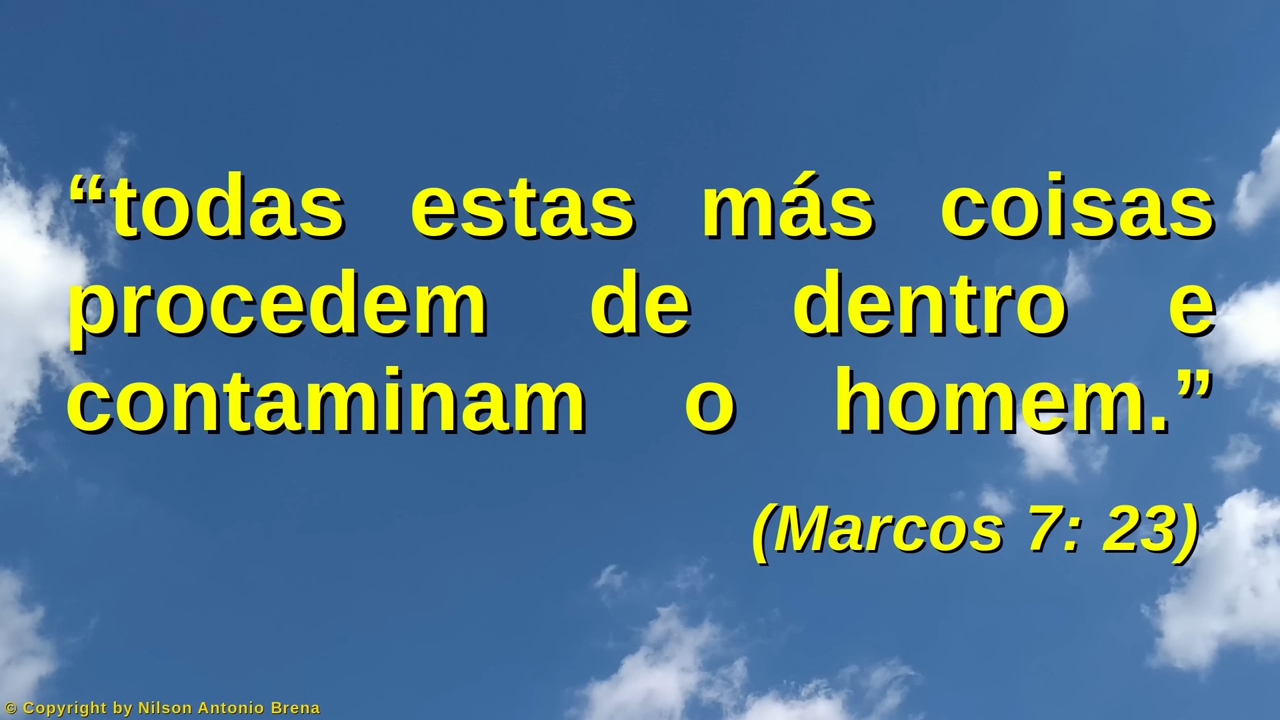 “todas estas más coisas
procedem de dentro e
contaminam o homem.”
(Marcos 7: 23)
© Copyright by Nilson Antonio Brena